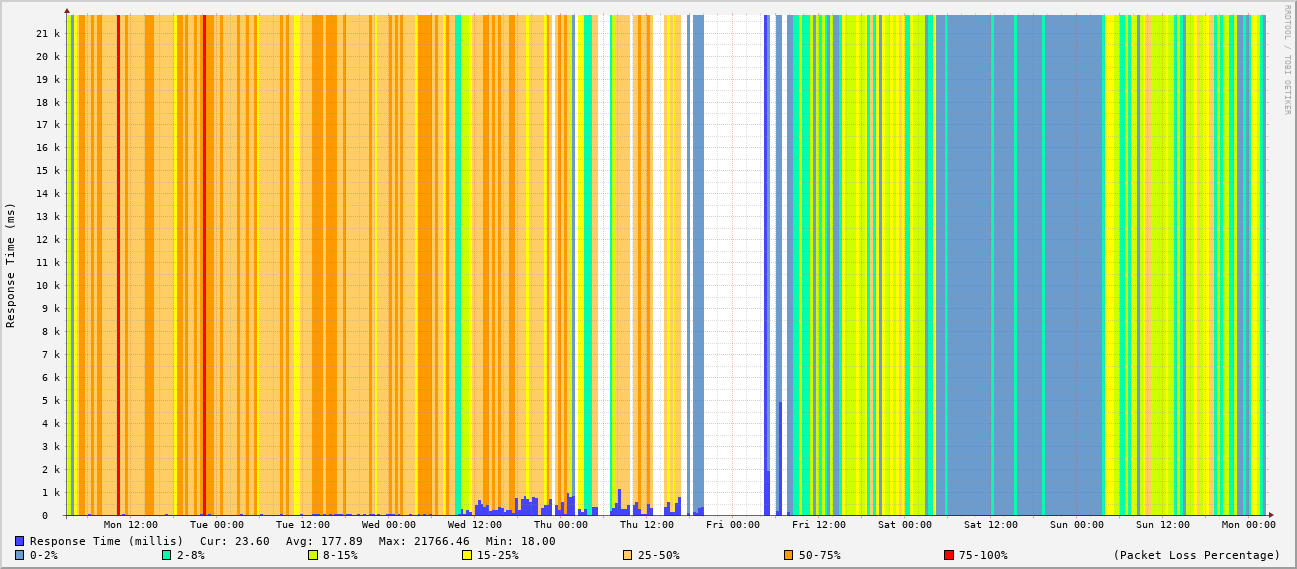 RRDTOOL / TOBI OETIKER
Response Time (ms)
21 k
20 k
19 k
18 k
17 k
16 k
15 k
14 k
13 k
12 k
11 k
10 k
9 k
8 k
7 k
6 k
5 k
4 k
3 k
2 k
1 k
0
Mon 12:00 Tue 00:00 Tue 12:00 Wed 00:00 Wed 12:00 Thu 00:00 Thu 12:00 Fri 00:00 Fri 12:00 Sat 00:00 Sat 12:00 Sun 00:00 Sun 12:00 Mon 00:00
Response Time (millis) Cur: 23.60 Avg: 177.89 Max: 21766.46 Min: 18.00
0-2% 2-8% 8-15% 15-25% 25-50% 50-75% 75-100% (Packet Loss Percentage)